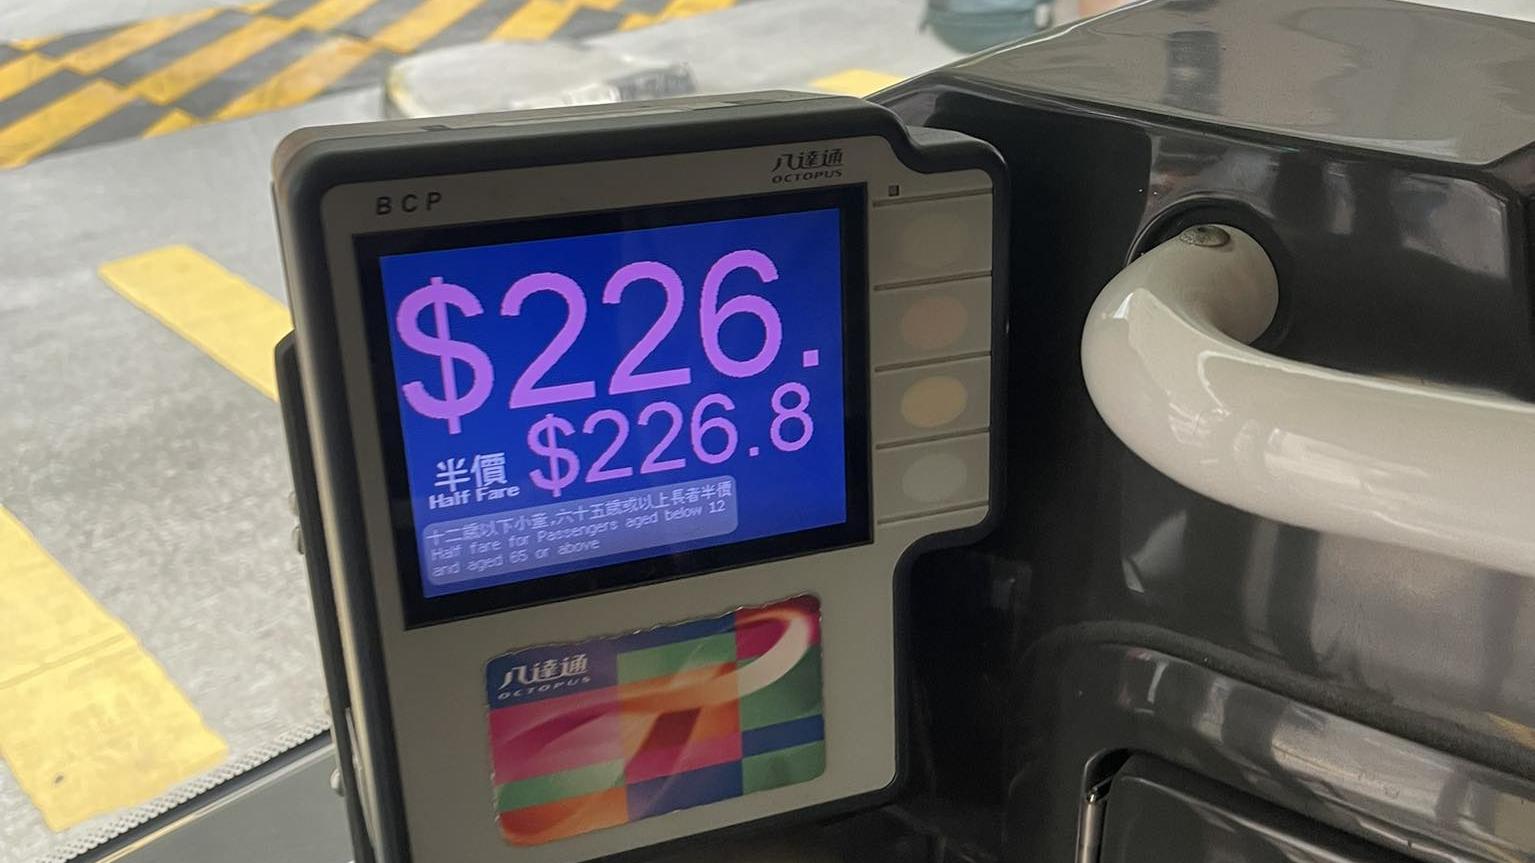 八達通
OCTOPUS
BCP
$226.
$226.8
半價
Half Fare
十二歲以下小童,六十五歲或以上長者半價
Half fare for Passengers aged below 12
and aged 65 or above
八達通
OCTOPUS